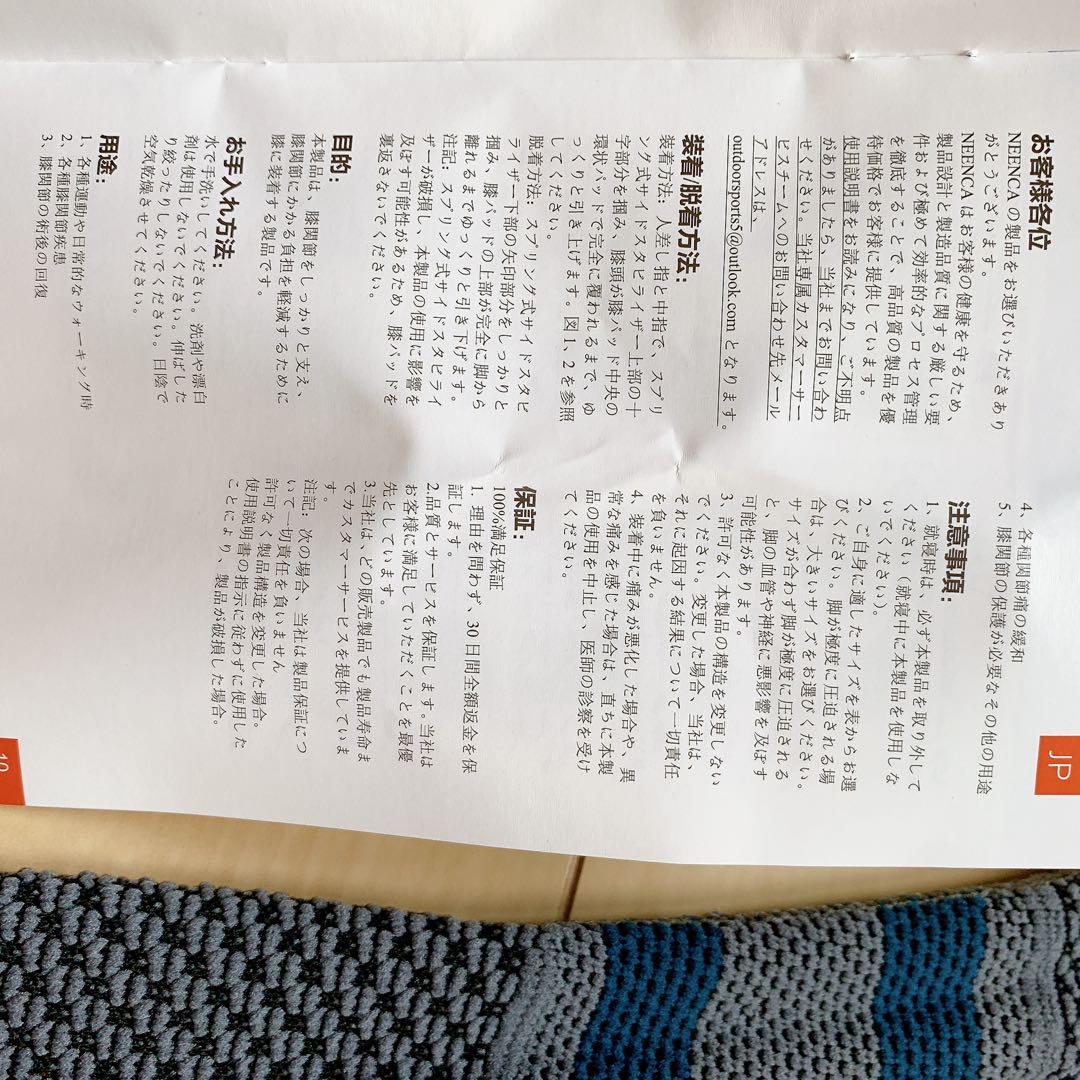 お客様各位
NEENCA の製品をお選びいただきあり
がとうございます。
NEENCA はお客様の健康を守るため、
製品設計と製造品質に関する厳しい要
件および極めて効率的なプロセス管理
を徹底することで、高品質の製品を優
待価格でお客様に提供しています。
使用説明書をお読みになり、ご不明点
がありましたら、当社までお問い合わ
せください。当社専属カスタマーサー
ビスチームへのお問い合わせ先メール
アドレスは、
outdoorsports5@outlook.com となります。
装着/脱着方法：
装着方法：人差し指と中指で、スプリ
ング式サイドスタビライザー上部の十
字部分を掴み、膝頭が膝パッド中央の
環状パッドで完全に覆われるまで、ゆ
っくりと引き上げます。図 1、2 を参照
してください。
脱着方法：スプリング式サイドスタビ
ライザー下部の矢印部分をしっかりと
掴み、膝パッドの上部が完全に脚から
離れるまでゆっくりと引き下げます。
注記：スプリング式サイドスタビライ
ザーが破損し、本製品の使用に影響を
及ぼす可能性があるため、膝パッドを
裏返さないでください。
目的：
本製品は、膝関節をしっかりと支え、
膝関節にかかる負担を軽減するために
膝に装着する製品です。
お手入れ方法：
水で手洗いしてください。洗剤や漂白
剤は使用しないでください。伸ばした
り絞ったりしないでください。日陰で
空気乾燥させてください。
用途：
1、各種運動や日常的なウォーキング時
2、各種膝関節疾患
3、膝関節の術後の回復
4、各種関節痛の緩和
5、膝関節の保護が必要なその他の用途
注意事項：
1、就寝時は、必ず本製品を取り外して
ください（就寝中に本製品を使用しな
いでください）。
2、ご自身に適したサイズを表からお選
びください。脚が極度に圧迫される場
合は、大きいサイズをお選びください。
サイズが合わず脚が極度に圧迫される
と、脚の血管や神経に悪影響を及ぼす
可能性があります。
3、許可なく本製品の構造を変更しない
でください。変更した場合、当社は、
それに起因する結果について一切責任
を負いません。
4、装着中に痛みが悪化した場合や、異
常な痛みを感じた場合は、直ちに本製
品の使用を中止し、医師の診察を受け
てください。
保証：
100%満足保証
1. 理由を問わず、30 日間全額返金を保
証します。
2.品質とサービスを保証します。当社は
お客様に満足していただくことを最優
先としています。
3.当社は、どの販売製品でも製品寿命ま
でカスタマーサービスを提供していま
す。
注記：次の場合、当社は製品保証につ
いて一切責任を負いません
許可なく製品構造を変更した場合。
使用説明書の指示に従わずに使用した
ことにより、製品が破損した場合。
JP
10